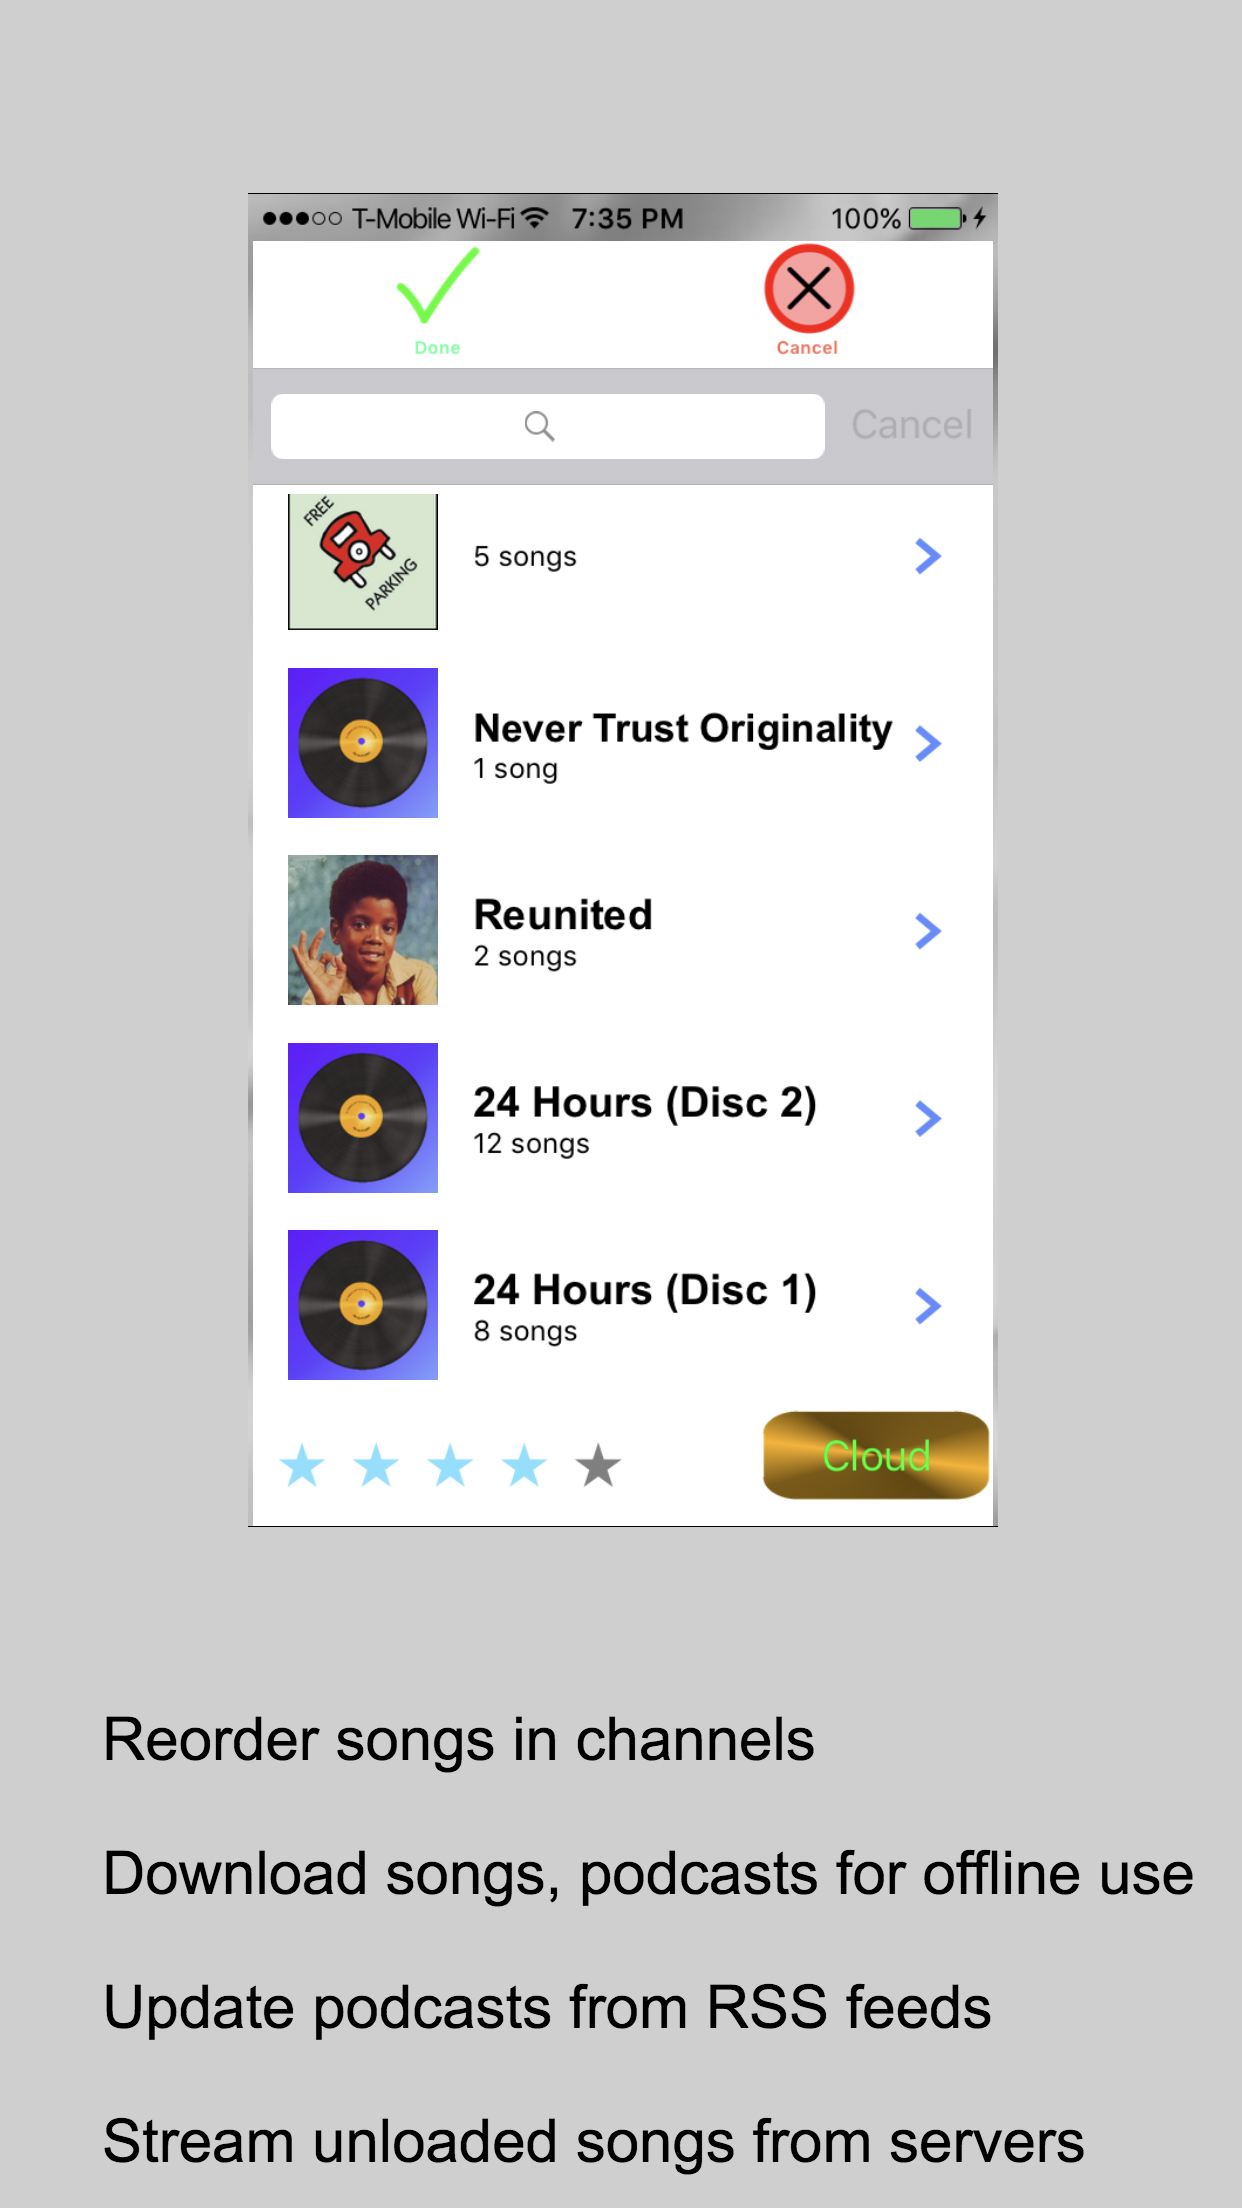 T-Mobile Wi-Fi 7:35 PM 100%
Done Cancel
Cancel
FREE
PARKING
5 songs
Never Trust Originality
1 song
Reunited
2 songs
24 Hours (Disc 2)
12 songs
24 Hours (Disc 1)
8 songs
Cloud
Reorder songs in channels
Download songs, podcasts for offline use
Update podcasts from RSS feeds
Stream unloaded songs from servers